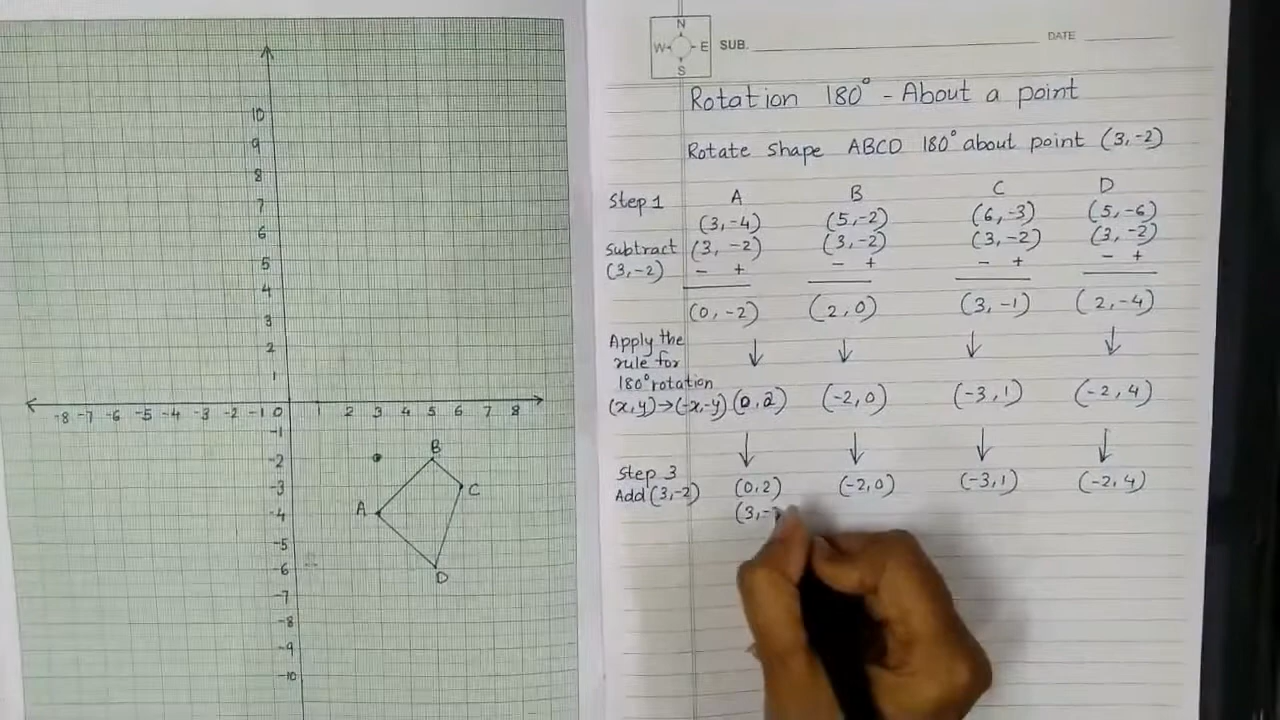 10
9
8
7
6
5
4
3
2
1
-8 -7 -6 -5 -4 -3 -2 -1 0 1 2 3 4 5 6 7 8
-1
-2
-3
-4
-5
-6
-7
-8
-9
-10
B
C
A
D
N
W E
S
SUB. DATE
Rotation 180° - About a point
Rotate shape ABCD 180° about point (3,-2)
Step 1 A B C D
(3,-4) (5,-2) (6,-3) (5,-6)
subtract (3,-2) (3,-2) (3,-2) (3,-2)
(3,-2) - + - + - + - +
(0,-2) (2,0) (3,-1) (2,-4)
Apply the ↓ ↓ ↓ ↓
rule for
180° rotation
(x,y)→(-x,-y) (0,2) (-2,0) (-3,1) (-2,4)
↓ ↓ ↓ ↓
Step 3
Add (3,-2) (0,2) (-2,0) (-3,1) (-2,4)
(3,-